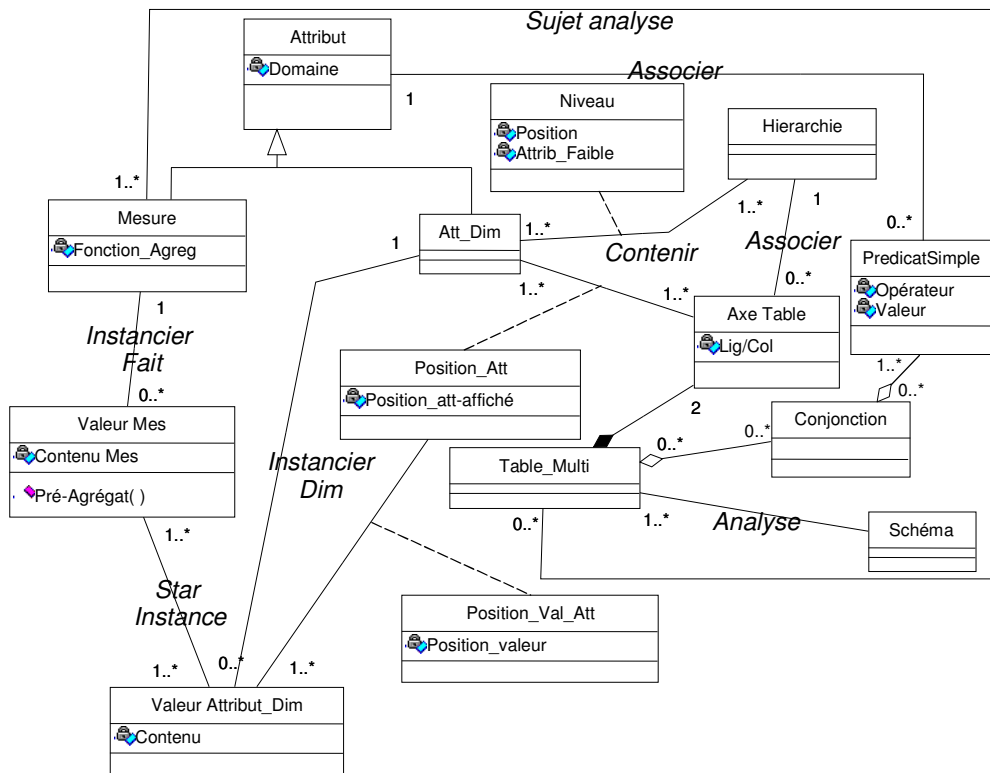 Sujet analyse
Attribut
Domaine
1
Associer
Niveau
Position
Attrib_Faible
Hierarchie
1..*
Mesure
Fonction_Agreg
1
Att_Dim
1
1..*
1..*
Contenir
1
Associer
0..*
0..*
PredicatSimple
Opérateur
Valeur
1..*
1..*
Axe Table
Lig/Col
Instancier
Fait
0..*
Position_Att
Position_att-affiché
1..*
0..*
2
Valeur Mes
Contenu Mes
Pré-Agrégat( )
1..*
Instancier
Dim
Table_Multi
0..*
0..*
Conjonction
0..*
1..*
Analyse
Schéma
Star
Instance
Position_Val_Att
Position_valeur
1..*
0..*
1..*
Valeur Attribut_Dim
Contenu